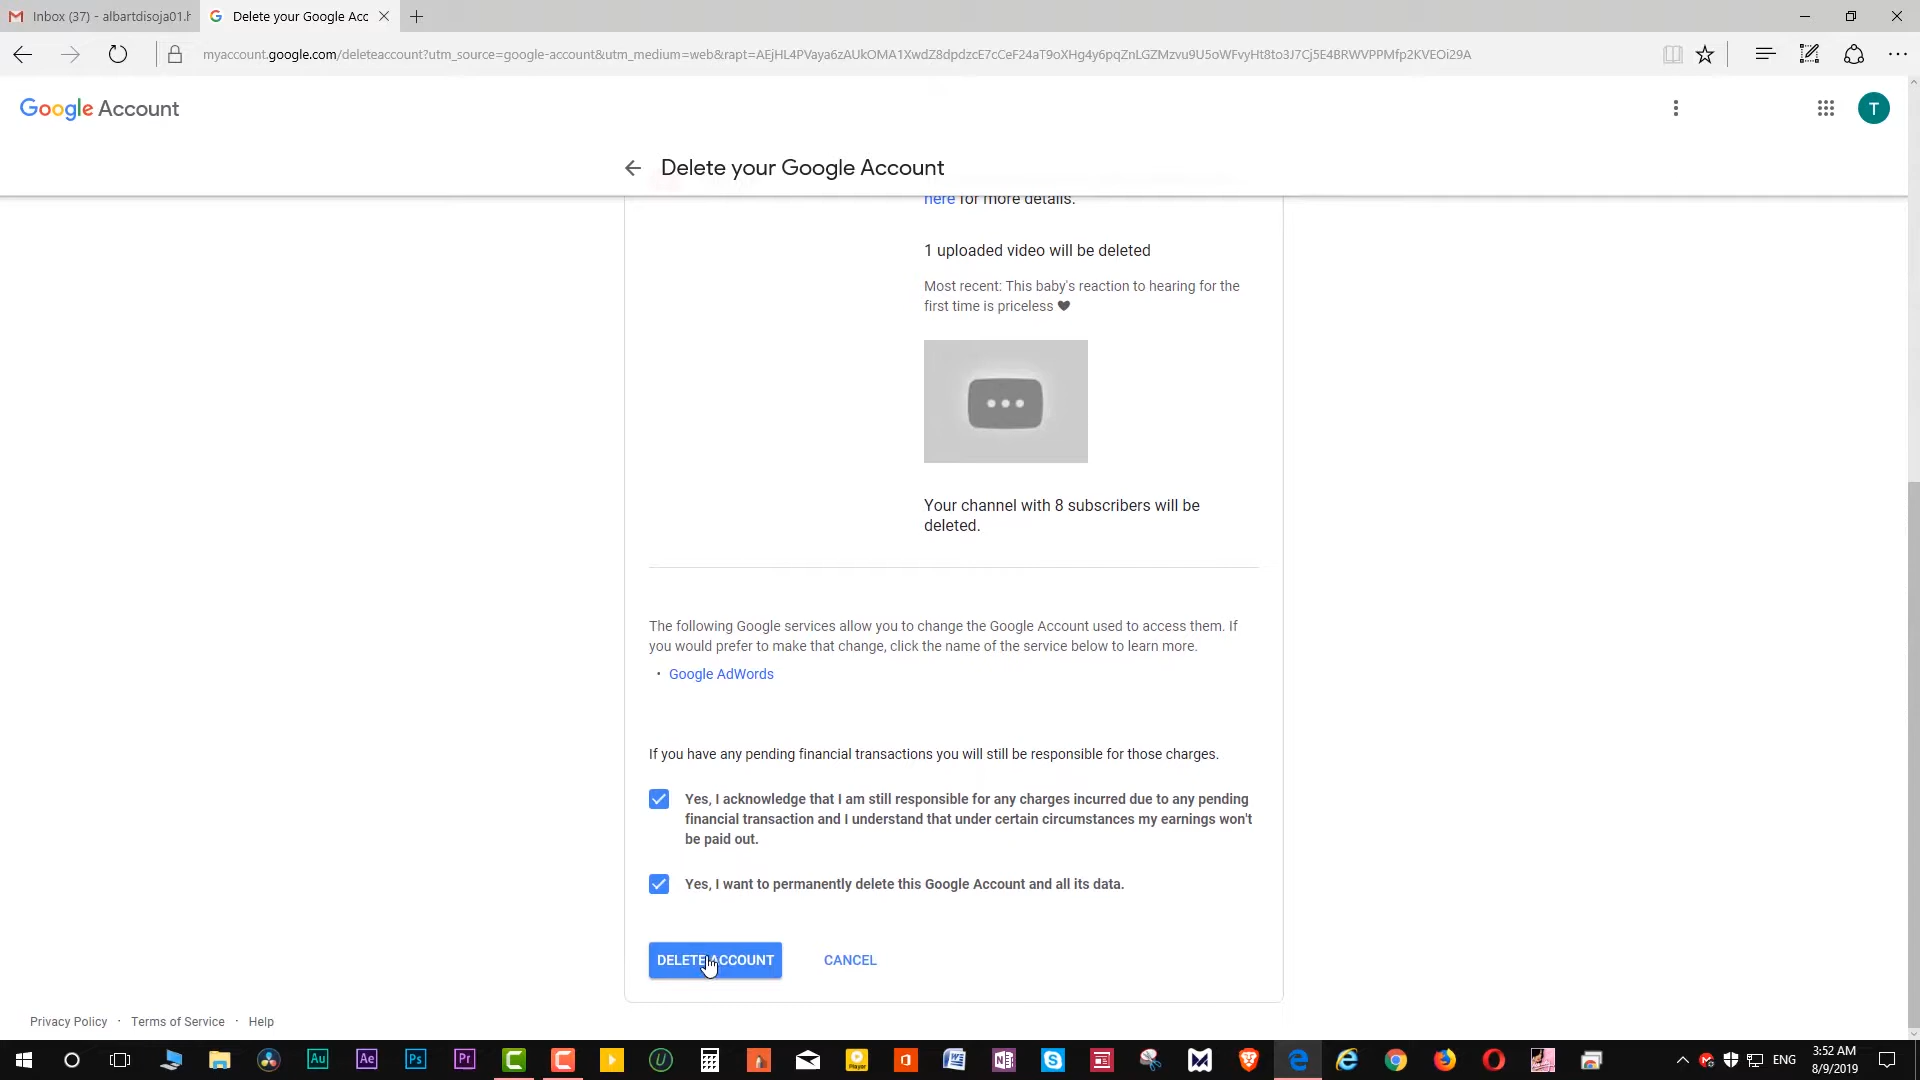 Inbox (37) - albartdisoja01.h
Delete your Google Acc
myaccount.google.com/deleteaccount?utm_source=google-account&utm_medium=web&rapt=AEjHL4PVaya6zAUkOMA1XwdZ8dpdzcE7cCeF24aT9oXHg4y6pqZnLGZMzvu9U5oWFvyHt8to3J7Cj5E4BRWVPPMfp2KVEOi29A
Google Account
T
Delete your Google Account
here for more details.
1 uploaded video will be deleted
Most recent: This baby's reaction to hearing for the
first time is priceless ♥
Your channel with 8 subscribers will be
deleted.
The following Google services allow you to change the Google Account used to access them. If
you would prefer to make that change, click the name of the service below to learn more.
• Google AdWords
If you have any pending financial transactions you will still be responsible for those charges.
Yes, I acknowledge that I am still responsible for any charges incurred due to any pending
financial transaction and I understand that under certain circumstances my earnings won't
be paid out.
Yes, I want to permanently delete this Google Account and all its data.
DELETE ACCOUNT
CANCEL
Privacy Policy · Terms of Service · Help
Au
Ae
Ps
Pr
Player
ENG
3:52 AM
8/9/2019